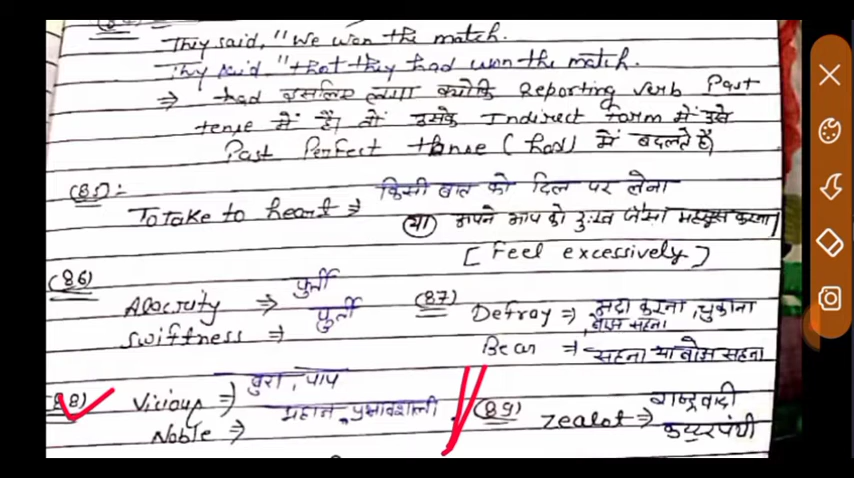 They said, "We won the match.
They said "that they had won the match.
⇒ had इसलिए लगा क्योंकि Reporting verb Past
tense में है। तो उसके Indirect form में उसे
Past Perfect thense (had) में बदलते हैं
(85): किसी बात को दिल पर लेना
To take to heart ⇒ (या) अपने आप को दुःख जैसा महसूस करना
[Feel excessively]
(86)
Alacrity ⇒ फुर्ती
Swiftness ⇒ फुर्ती
(87) Defray ⇒ अदा करना, चुकाना
, बोझ सहना
Bear ⇒ सहना या बोझ सहना
(88) Vicious ⇒ बुरा, पाप
Noble ⇒ महान, प्रभावशाली
(89) zealot ⇒ राष्ट्रवादी
कट्टरपंथी